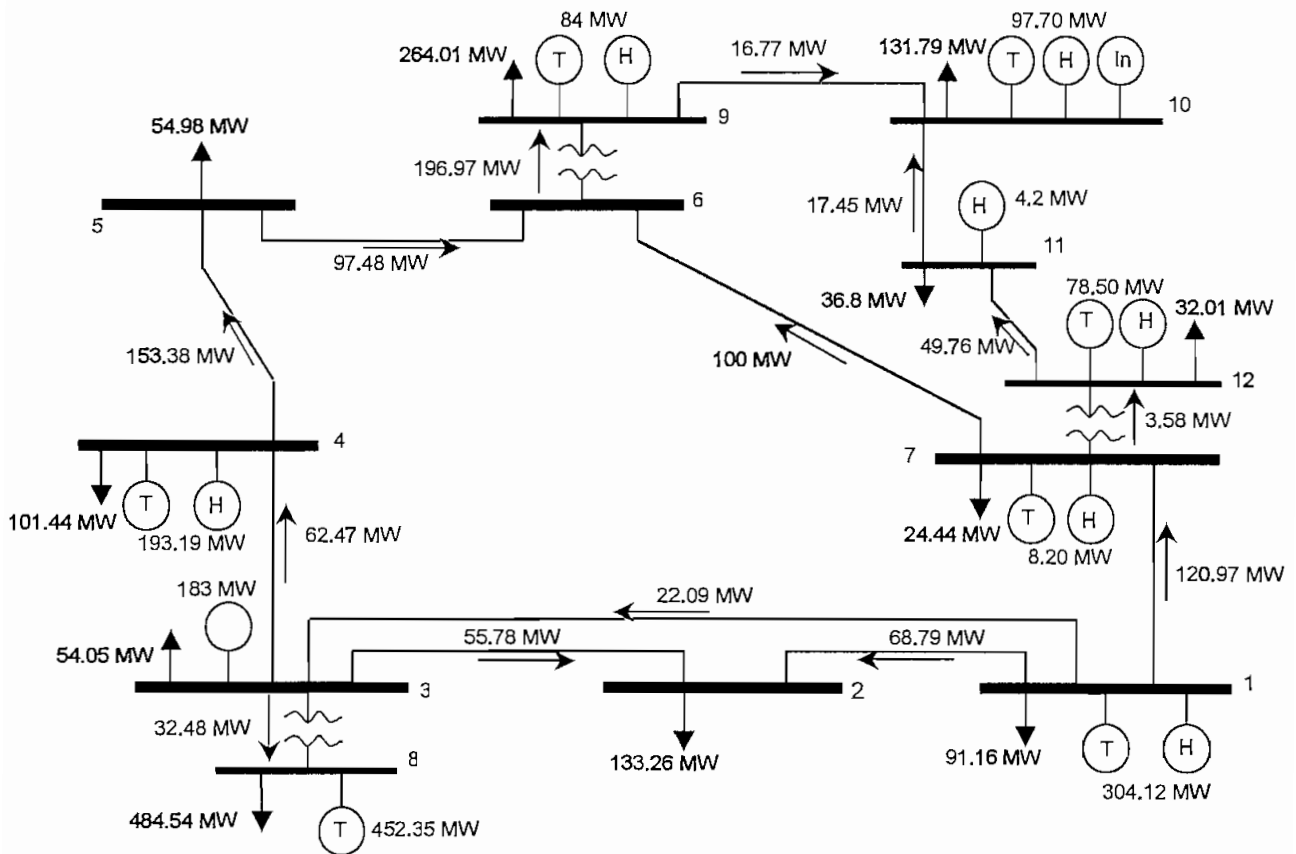 84 MW
97.70 MW
264.01 MW
T
H
16.77 MW
131.79 MW
T
H
In
9
10
54.98 MW
196.97 MW
6
17.45 MW
H
4.2 MW
5
97.48 MW
11
36.8 MW
78.50 MW
T
H
32.01 MW
153.38 MW
100 MW
49.76 MW
12
4
7
3.58 MW
101.44 MW
T
H
193.19 MW
62.47 MW
24.44 MW
T
H
8.20 MW
120.97 MW
183 MW
22.09 MW
54.05 MW
55.78 MW
68.79 MW
3
2
1
32.48 MW
8
133.26 MW
91.16 MW
T
H
304.12 MW
484.54 MW
T
452.35 MW